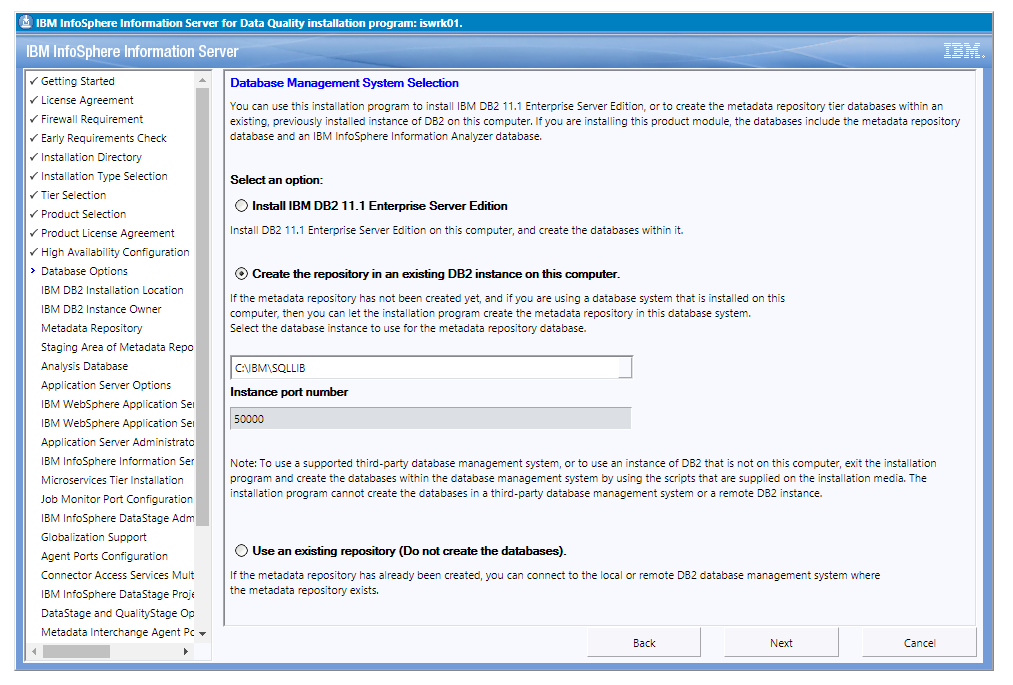 IBM InfoSphere Information Server for Data Quality installation program: iswrk01.
IBM InfoSphere Information Server
IBM.
Getting Started
License Agreement
Firewall Requirement
Early Requirements Check
Installation Directory
Installation Type Selection
Tier Selection
Product Selection
Product License Agreement
High Availability Configuration
Database Options
IBM DB2 Installation Location
IBM DB2 Instance Owner
Metadata Repository
Staging Area of Metadata Repo
Analysis Database
Application Server Options
IBM WebSphere Application Ser
IBM WebSphere Application Ser
Application Server Administrato
IBM InfoSphere Information Ser
Microservices Tier Installation
Job Monitor Port Configuration
IBM InfoSphere DataStage Adm
Globalization Support
Agent Ports Configuration
Connector Access Services Mult
IBM InfoSphere DataStage Proje
DataStage and QualityStage Op
Metadata Interchange Agent Po
Database Management System Selection
You can use this installation program to install IBM DB2 11.1 Enterprise Server Edition, or to create the metadata repository tier databases within an
existing, previously installed instance of DB2 on this computer. If you are installing this product module, the databases include the metadata repository
database and an IBM InfoSphere Information Analyzer database.
Select an option:
Install IBM DB2 11.1 Enterprise Server Edition
Install DB2 11.1 Enterprise Server Edition on this computer, and create the databases within it.
Create the repository in an existing DB2 instance on this computer.
If the metadata repository has not been created yet, and if you are using a database system that is installed on this
computer, then you can let the installation program create the metadata repository in this database system.
Select the database instance to use for the metadata repository database.
C:\IBM\SQLLIB
Instance port number
50000
Note: To use a supported third-party database management system, or to use an instance of DB2 that is not on this computer, exit the installation
program and create the databases within the database management system by using the scripts that are supplied on the installation media. The
installation program cannot create the databases in a third-party database management system or a remote DB2 instance.
Use an existing repository (Do not create the databases).
If the metadata repository has already been created, you can connect to the local or remote DB2 database management system where
the metadata repository exists.
Back
Next
Cancel